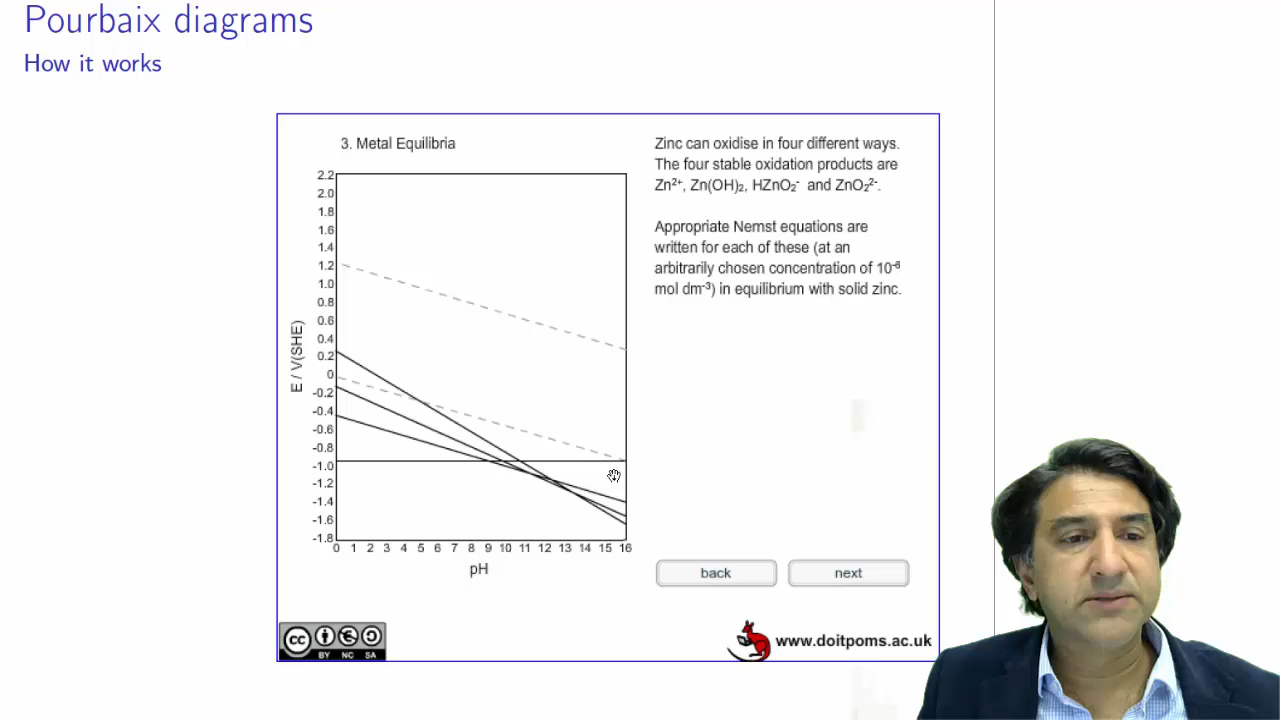 Pourbaix diagrams
How it works
3. Metal Equilibria
Zinc can oxidise in four different ways.
The four stable oxidation products are
Zn²⁺, Zn(OH)₂, HZnO₂⁻ and ZnO₂²⁻.
Appropriate Nernst equations are
written for each of these (at an
arbitrarily chosen concentration of 10⁻⁶
mol dm⁻³) in equilibrium with solid zinc.
E / V(SHE)
2.2
2.0
1.8
1.6
1.4
1.2
1.0
0.8
0.6
0.4
0.2
0
-0.2
-0.4
-0.6
-0.8
-1.0
-1.2
-1.4
-1.6
-1.8
0 1 2 3 4 5 6 7 8 9 10 11 12 13 14 15 16
pH
back
next
cc
BY NC SA
www.doitpoms.ac.uk